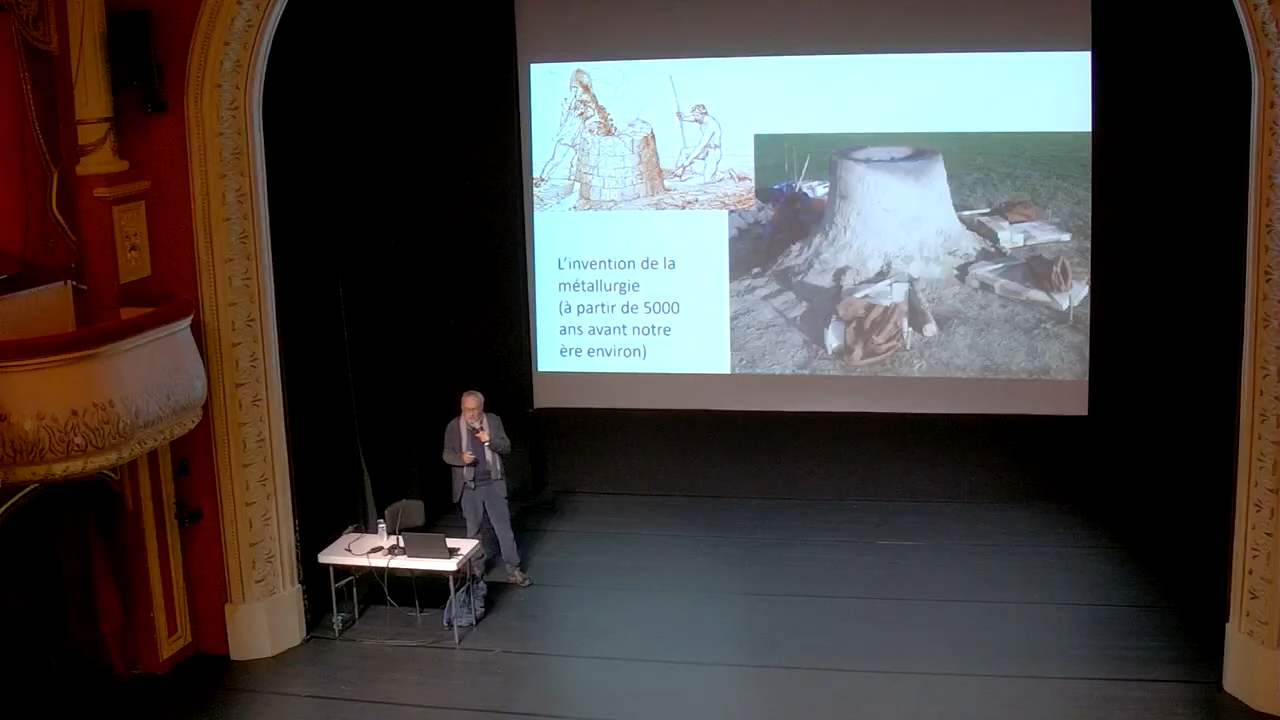 L'invention de la
métallurgie
(à partir de 5000
ans avant notre
ère environ)